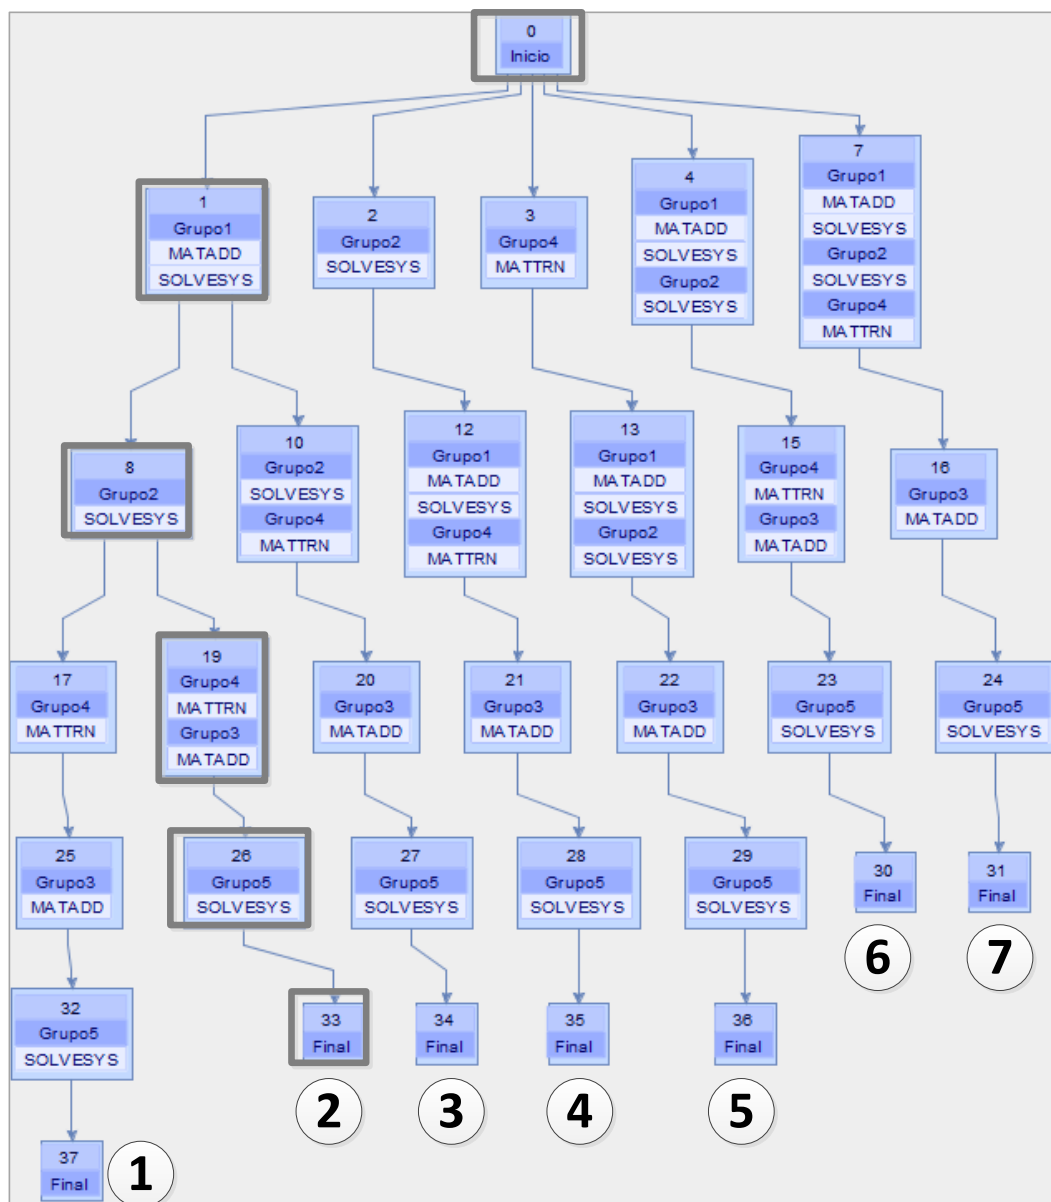 0
Inicio
1
Grupo1
MATADD
SOLVESYS
2
Grupo2
SOLVESYS
3
Grupo4
MATTRN
4
Grupo1
MATADD
SOLVESYS
Grupo2
SOLVESYS
7
Grupo1
MATADD
SOLVESYS
Grupo2
SOLVESYS
Grupo4
MATTRN
8
Grupo2
SOLVESYS
10
Grupo2
SOLVESYS
Grupo4
MATTRN
12
Grupo1
MATADD
SOLVESYS
Grupo4
MATTRN
13
Grupo1
MATADD
SOLVESYS
Grupo2
SOLVESYS
15
Grupo4
MATTRN
Grupo3
MATADD
16
Grupo3
MATADD
17
Grupo4
MATTRN
19
Grupo4
MATTRN
Grupo3
MATADD
20
Grupo3
MATADD
21
Grupo3
MATADD
22
Grupo3
MATADD
23
Grupo5
SOLVESYS
24
Grupo5
SOLVESYS
25
Grupo3
MATADD
26
Grupo5
SOLVESYS
27
Grupo5
SOLVESYS
28
Grupo5
SOLVESYS
29
Grupo5
SOLVESYS
30
Final
31
Final
6
7
32
Grupo5
SOLVESYS
33
Final
34
Final
35
Final
36
Final
2
3
4
5
37
Final
1